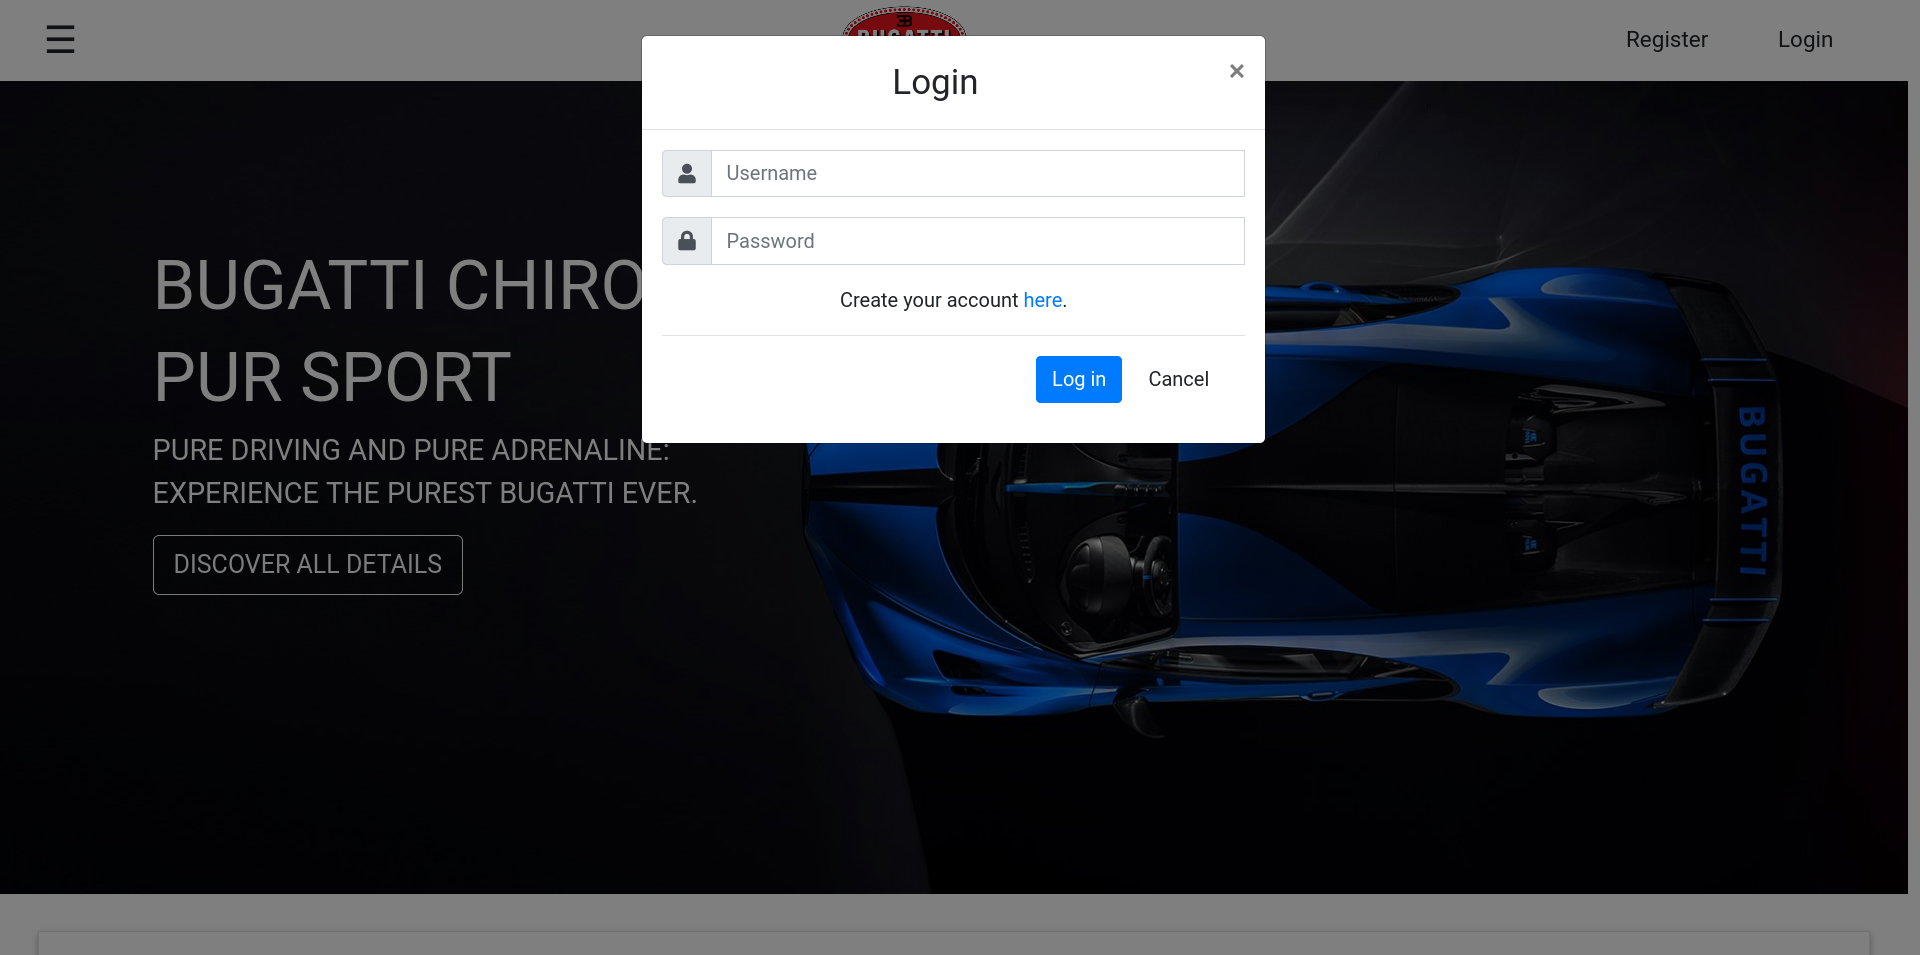 ☰
BUGATTI
Register
Login
Login
×
Username
Password
Create your account here.
Log in
Cancel
BUGATTI CHIRO
PUR SPORT
PURE DRIVING AND PURE ADRENALINE:
EXPERIENCE THE PUREST BUGATTI EVER.
DISCOVER ALL DETAILS
BUGATTI